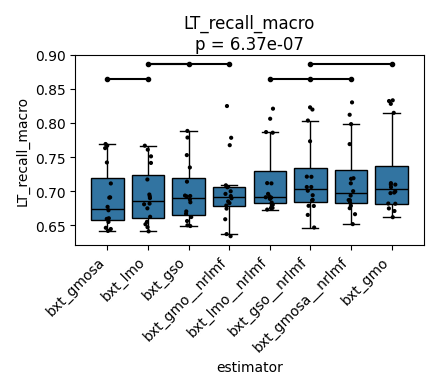 LT_recall_macro
p = 6.37e-07
LT_recall_macro
0.90
0.85
0.80
0.75
0.70
0.65
bxt_gmosa
bxt_lmo
bxt_gso
bxt_gmo__nrlmf
bxt_lmo__nrlmf
bxt_gso__nrlmf
bxt_gmosa__nrlmf
bxt_gmo
estimator